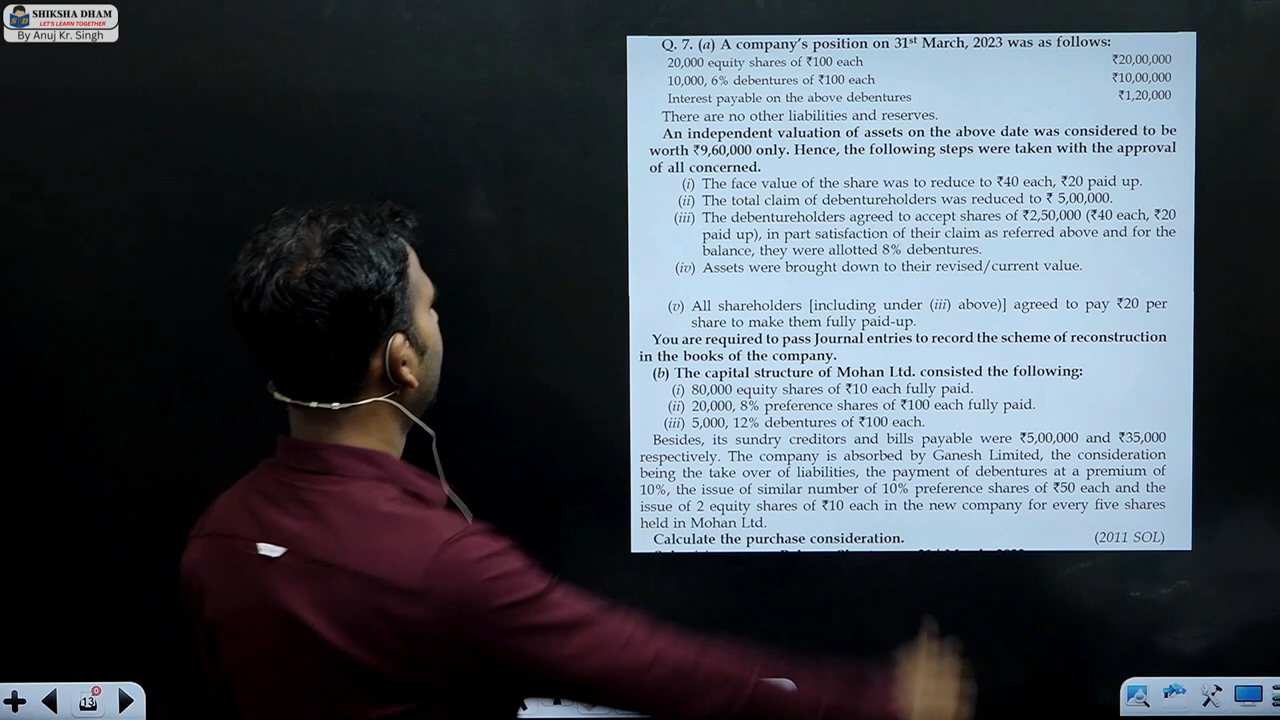 SHIKSHA DHAM
LET'S LEARN TOGETHER
By Anuj Kr. Singh
Q. 7. (a) A company's position on 31st March, 2023 was as follows:
20,000 equity shares of ₹100 each ₹20,00,000
10,000, 6% debentures of ₹100 each ₹10,00,000
Interest payable on the above debentures ₹1,20,000
There are no other liabilities and reserves.
An independent valuation of assets on the above date was considered to be
worth ₹9,60,000 only. Hence, the following steps were taken with the approval
of all concerned.
(i) The face value of the share was to reduce to ₹40 each, ₹20 paid up.
(ii) The total claim of debentureholders was reduced to ₹ 5,00,000.
(iii) The debentureholders agreed to accept shares of ₹2,50,000 (₹40 each, ₹20
paid up), in part satisfaction of their claim as referred above and for the
balance, they were allotted 8% debentures.
(iv) Assets were brought down to their revised/current value.
(v) All shareholders [including under (iii) above)] agreed to pay ₹20 per
share to make them fully paid-up.
You are required to pass Journal entries to record the scheme of reconstruction
in the books of the company.
(b) The capital structure of Mohan Ltd. consisted the following:
(i) 80,000 equity shares of ₹10 each fully paid.
(ii) 20,000, 8% preference shares of ₹100 each fully paid.
(iii) 5,000, 12% debentures of ₹100 each.
Besides, its sundry creditors and bills payable were ₹5,00,000 and ₹35,000
respectively. The company is absorbed by Ganesh Limited, the consideration
being the take over of liabilities, the payment of debentures at a premium of
10%, the issue of similar number of 10% preference shares of ₹50 each and the
issue of 2 equity shares of ₹10 each in the new company for every five shares
held in Mohan Ltd.
Calculate the purchase consideration. (2011 SOL)
13
0